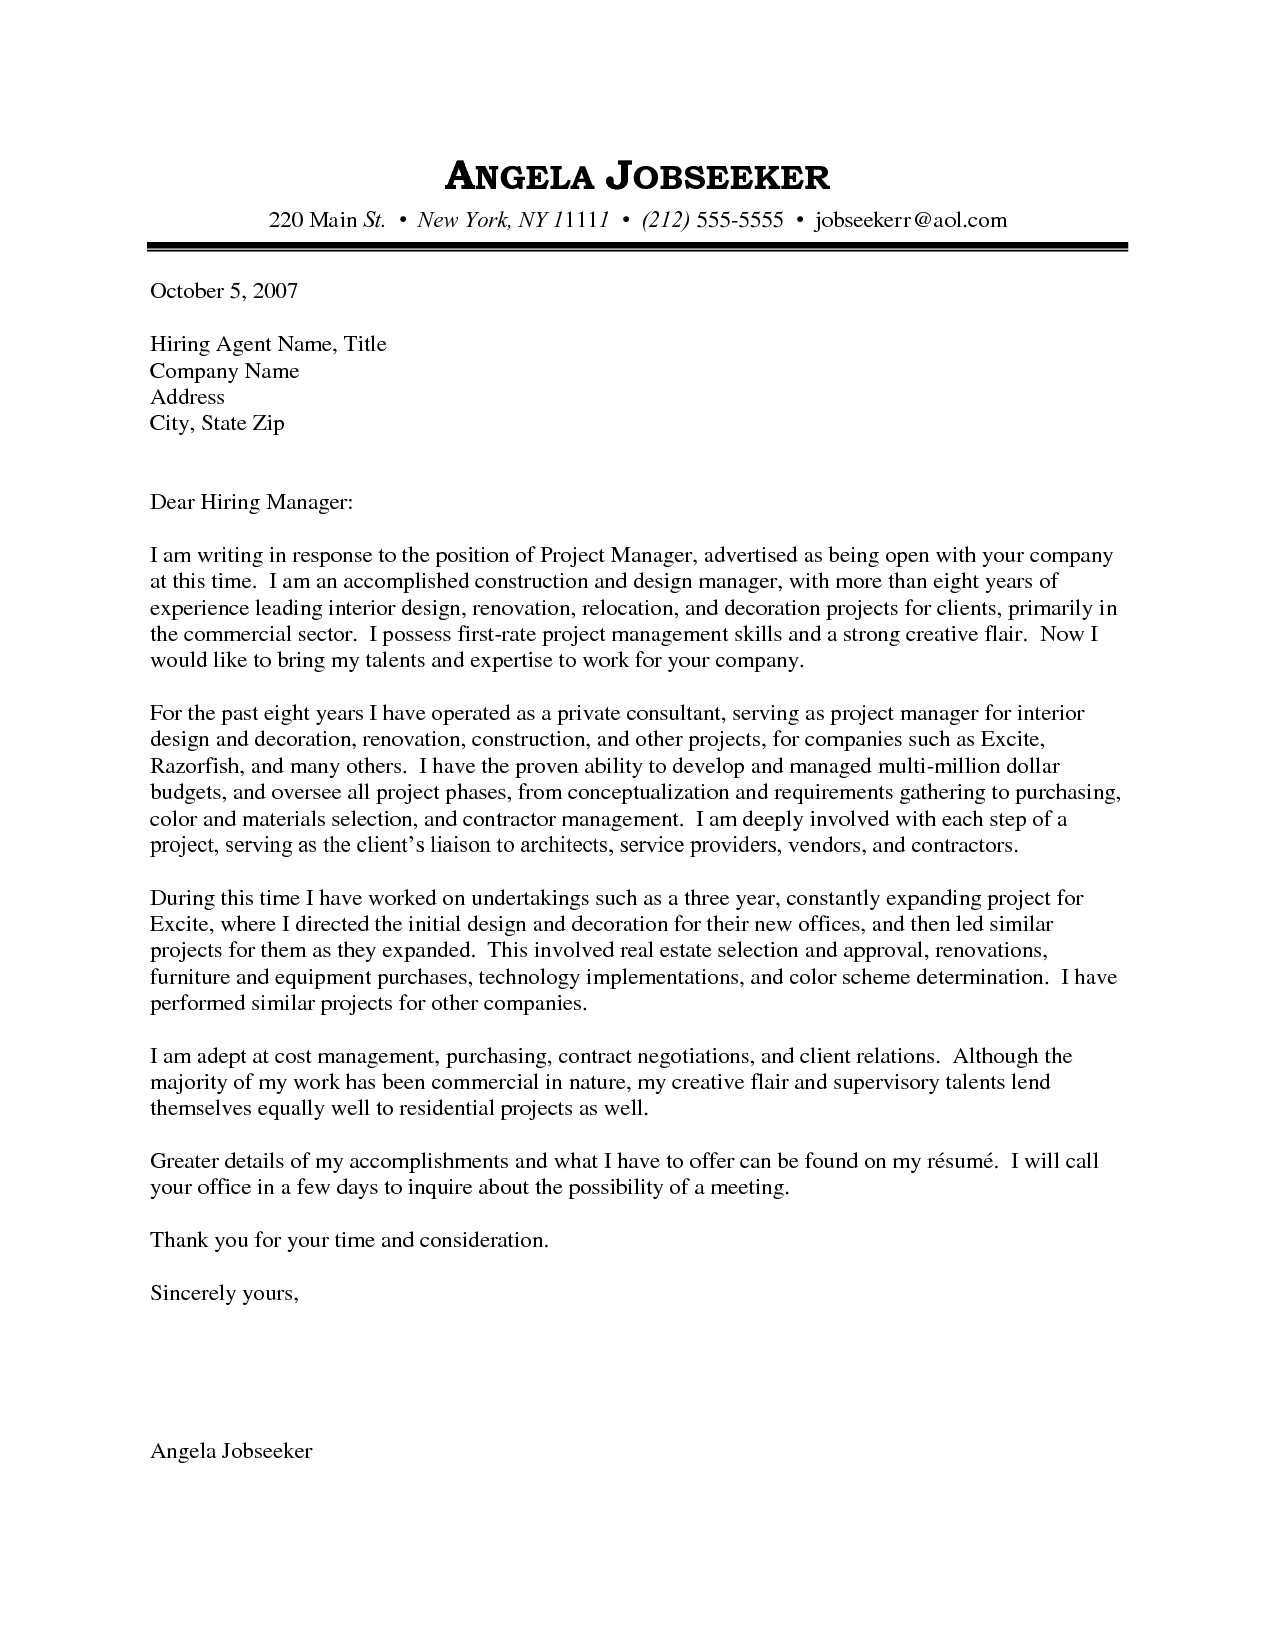 ANGELA JOBSEEKER
220 Main St. • New York, NY 11111 • (212) 555-5555 • jobseekerr@aol.com
October 5, 2007
Hiring Agent Name, Title
Company Name
Address
City, State Zip
Dear Hiring Manager:
I am writing in response to the position of Project Manager, advertised as being open with your company
at this time.  I am an accomplished construction and design manager, with more than eight years of
experience leading interior design, renovation, relocation, and decoration projects for clients, primarily in
the commercial sector.  I possess first-rate project management skills and a strong creative flair.  Now I
would like to bring my talents and expertise to work for your company.
For the past eight years I have operated as a private consultant, serving as project manager for interior
design and decoration, renovation, construction, and other projects, for companies such as Excite,
Razorfish, and many others.  I have the proven ability to develop and managed multi-million dollar
budgets, and oversee all project phases, from conceptualization and requirements gathering to purchasing,
color and materials selection, and contractor management.  I am deeply involved with each step of a
project, serving as the client’s liaison to architects, service providers, vendors, and contractors.
During this time I have worked on undertakings such as a three year, constantly expanding project for
Excite, where I directed the initial design and decoration for their new offices, and then led similar
projects for them as they expanded.  This involved real estate selection and approval, renovations,
furniture and equipment purchases, technology implementations, and color scheme determination.  I have
performed similar projects for other companies.
I am adept at cost management, purchasing, contract negotiations, and client relations.  Although the
majority of my work has been commercial in nature, my creative flair and supervisory talents lend
themselves equally well to residential projects as well.
Greater details of my accomplishments and what I have to offer can be found on my résumé.  I will call
your office in a few days to inquire about the possibility of a meeting.
Thank you for your time and consideration.
Sincerely yours,
Angela Jobseeker